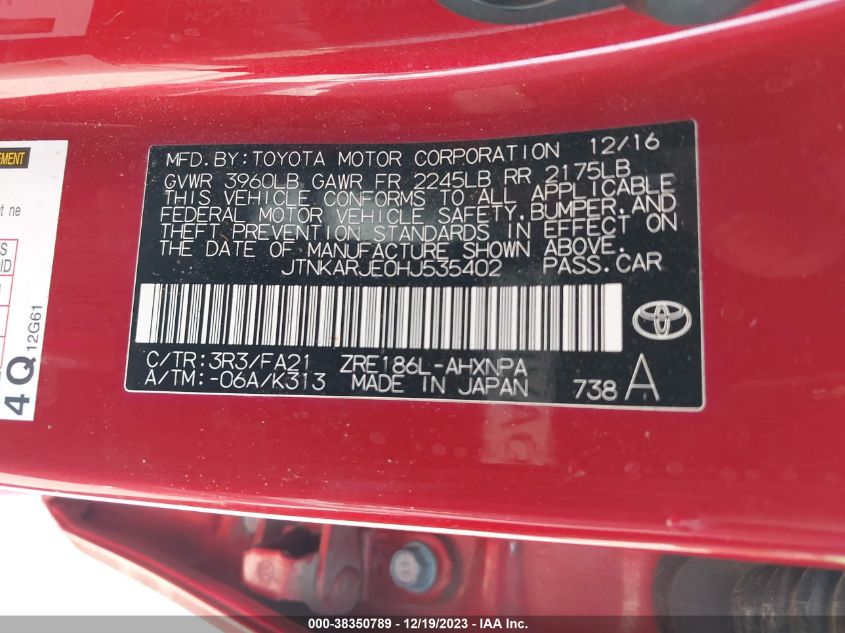 MFD. BY: TOYOTA MOTOR CORPORATION 12/16
GVWR 3960LB GAWR FR 2245LB RR 2175LB
THIS VEHICLE CONFORMS TO ALL APPLICABLE
FEDERAL MOTOR VEHICLE SAFETY, BUMPER, AND
THEFT PREVENTION STANDARDS IN EFFECT ON
THE DATE OF MANUFACTURE SHOWN ABOVE.
JTNKARJE0HJ535402 PASS. CAR
C/TR: 3R3/FA21 ZRE186L-AHXNPA
A/TM: -06A/K313 MADE IN JAPAN 738 A
4Q 12G61
000-38350789 - 12/19/2023 - IAA, Inc.